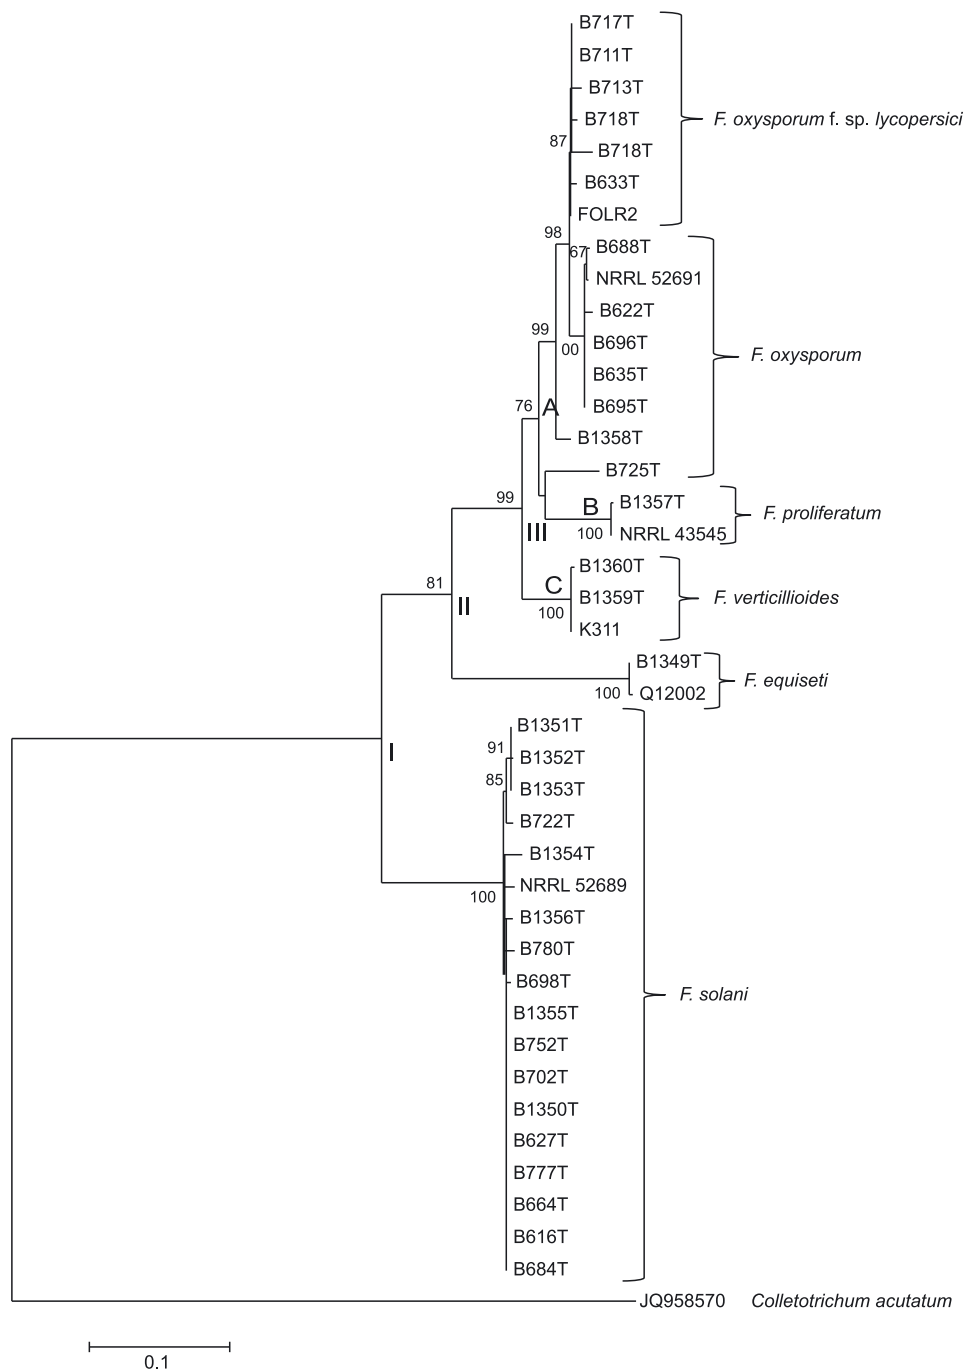 B717T
B711T
B713T
B718T
F. oxysporum f. sp. lycopersici
87
B718T
B633T
FOLR2
98
67
B688T
NRRL 52691
B622T
99
00
B696T
F. oxysporum
B635T
76
A
B695T
B1358T
B725T
99
B
B1357T
F. proliferatum
III
100
NRRL 43545
B1360T
81
C
II
100
B1359T
F. verticillioides
K311
B1349T
F. equiseti
100
Q12002
B1351T
91
I
B1352T
85
B1353T
B722T
B1354T
100
NRRL 52689
B1356T
B780T
B698T
F. solani
B1355T
B752T
B702T
B1350T
B627T
B777T
B664T
B616T
B684T
JQ958570 Colletotrichum acutatum
0.1